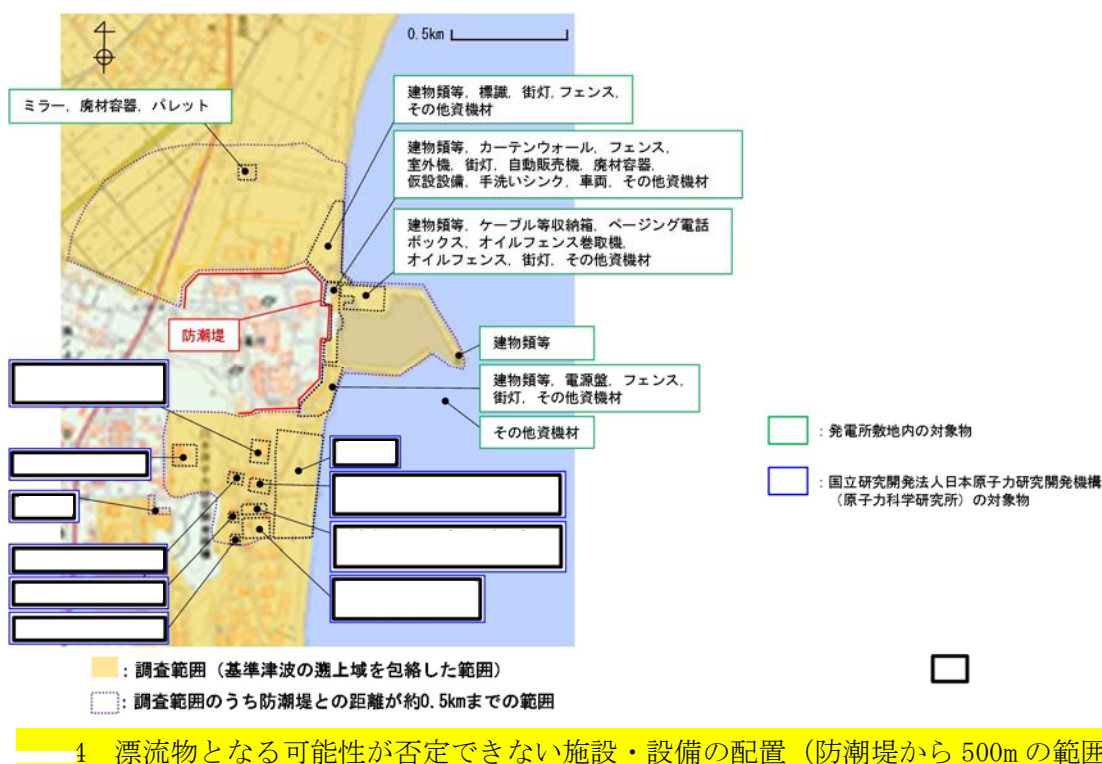 0.5km
ミラー，廃材容器，パレット
建物類等，標識，街灯，フェンス，
その他資機材
建物類等，カーテンウォール，フェンス，
室外機，街灯，自動販売機，廃材容器，
仮設設備，手洗いシンク，車両，その他資機材
建物類等，ケーブル等収納箱，ページング電話
ボックス，オイルフェンス巻取機，
オイルフェンス，街灯，その他資機材
防潮堤
建物類等
建物類等，電源盤，フェンス，
街灯，その他資機材
その他資機材
：発電所敷地内の対象物
：国立研究開発法人日本原子力研究開発機構
（原子力科学研究所）の対象物
：調査範囲（基準津波の遡上域を包絡した範囲）
：調査範囲のうち防潮堤との距離が約0.5kmまでの範囲
4 漂流物となる可能性が否定できない施設・設備の配置（防潮堤から 500m の範囲